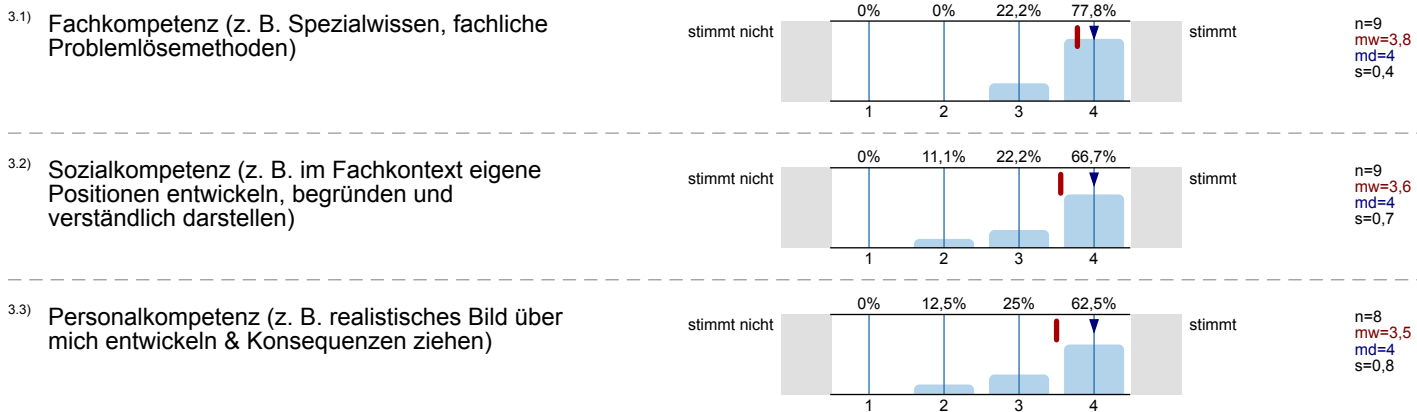 3.1) Fachkompetenz (z. B. Spezialwissen, fachliche
Problemlösemethoden)
stimmt nicht
0% 0% 22,2% 77,8%
1 2 3 4
stimmt
n=9
mw=3,8
md=4
s=0,4
3.2) Sozialkompetenz (z. B. im Fachkontext eigene
Positionen entwickeln, begründen und
verständlich darstellen)
stimmt nicht
0% 11,1% 22,2% 66,7%
1 2 3 4
stimmt
n=9
mw=3,6
md=4
s=0,7
3.3) Personalkompetenz (z. B. realistisches Bild über
mich entwickeln & Konsequenzen ziehen)
stimmt nicht
0% 12,5% 25% 62,5%
1 2 3 4
stimmt
n=8
mw=3,5
md=4
s=0,8